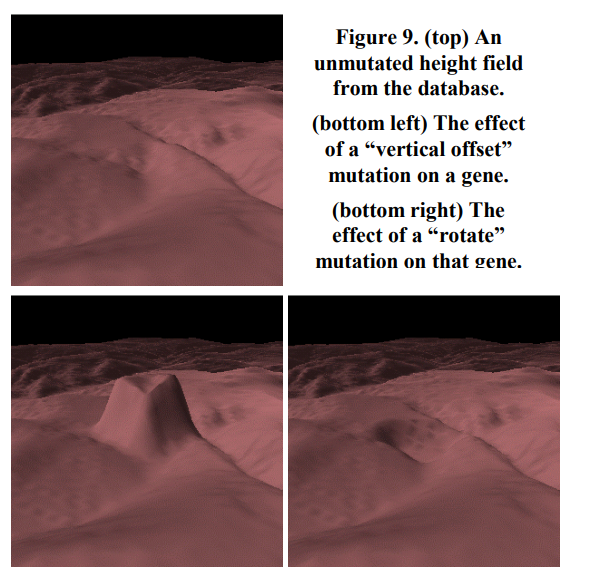 Figure 9. (top) An
unmutated height field
from the database.
(bottom left) The effect
of a “vertical offset”
mutation on a gene.
(bottom right) The
effect of a “rotate”
mutation on that gene.